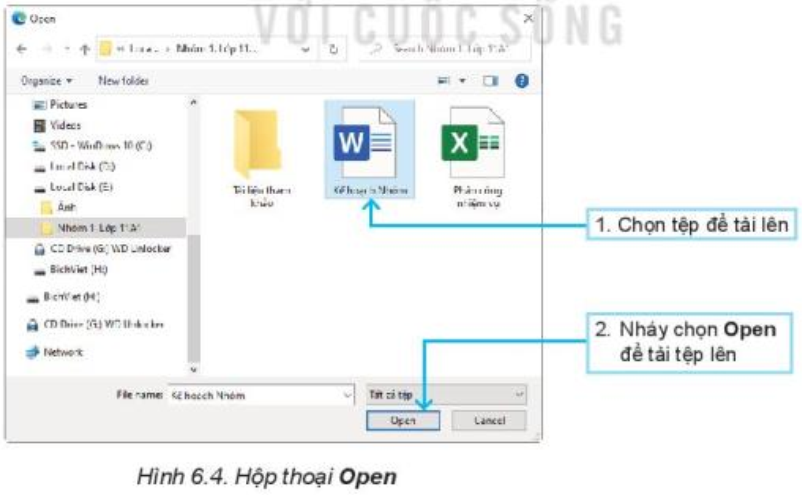 VỚI CUỘC SỐNG
Open
Nhóm 1. Lớp 11...
Search Nhóm 1. Lớp 11A1
Organize
New folder
Pictures
Videos
SSD - Windows 10 (C:)
Local Disk (D:)
Local Disk (E:)
Ảnh
Nhóm 1. Lớp 11A1
CD Drive (G:) WD Unlocker
BichViet (H:)
BichViet (H:)
CD Drive (G:) WD Unlocker
Network
Tài liệu tham
khảo
Kế hoạch Nhóm
Phân công
nhiệm vụ
1. Chọn tệp để tải lên
2. Nháy chọn Open
để tải tệp lên
File name: Kế hoạch Nhóm
Tất cả tệp
Open
Cancel
Hình 6.4. Hộp thoại Open